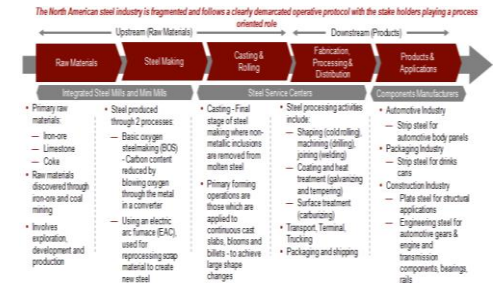 The North American steel industry is fragmented and follows a clearly demarcated operative protocol with the stake holders playing a process
oriented role
Upstream (Raw Materials)
Downstream (Products)
Raw Materials
Steel Making
Casting &
Rolling
Fabrication,
Processing &
Distribution
Products &
Applications
Integrated Steel Mills and Mini Mills
Steel Service Centers
Components Manufacturers
• Primary raw
materials:
— Iron-ore
— Limestone
— Coke
• Raw materials
discovered through
iron-ore and coal
mining
• Involves
exploration,
development and
production
• Steel produced
through 2 processes:
— Basic oxygen
steelmaking (BOS)
- Carbon content
reduced by
blowing oxygen
through the metal
in a converter
— Using an electric
arc furnace (EAC),
used for
reprocessing scrap
material to create
new steel
• Casting - Final
stage of steel
making where non-
metallic inclusions
are removed from
molten steel
• Primary forming
operations are
those which are
applied to
continuous cast
slabs, blooms and
billets - to achieve
large shape
changes
• Steel processing activities
include:
— Shaping (cold rolling),
machining (drilling),
joining (welding)
— Coating and heat
treatment (galvanizing
and tempering)
— Surface treatment
(carburizing)
• Transport, Terminal,
Trucking
• Packaging and shipping
• Automotive Industry
— Strip steel for
automotive body panels
• Packaging Industry
— Strip steel for drinks
cans
• Construction Industry
— Plate steel for structural
applications
— Engineering steel for
automotive gears &
engine and
transmission
components, bearings,
rails